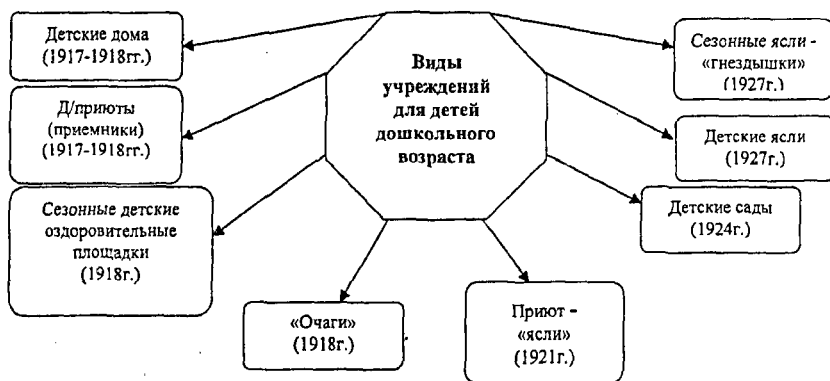 Детские дома
(1917-1918гг.)
Д/приюты
(приемники)
(1917-1918гг.)
Сезонные детские
оздоровительные
площадки
(1918г.)
«Очаги»
(1918г.)
Виды
учреждений
для детей
дошкольного
возраста
Приют -
«ясли»
(1921г.)
Сезонные ясли -
«гнездышки»
(1927г.)
Детские ясли
(1927г.)
Детские сады
(1924г.)